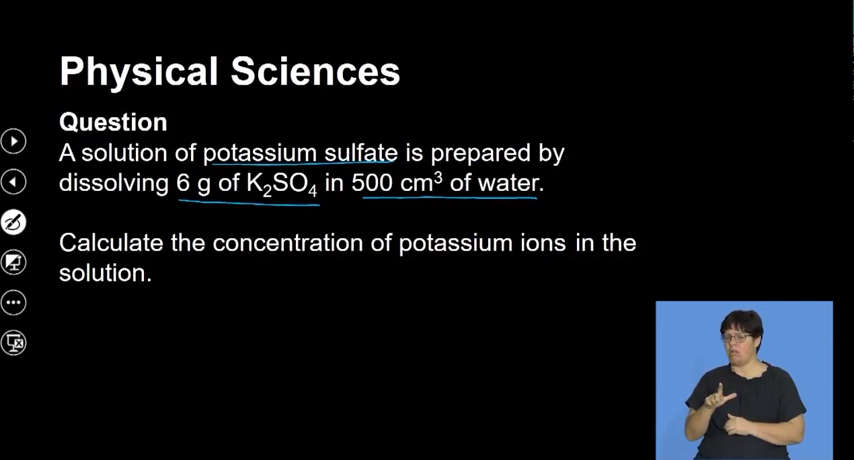 Physical Sciences
Question
A solution of potassium sulfate is prepared by
dissolving 6 g of K₂SO₄ in 500 cm³ of water.
Calculate the concentration of potassium ions in the
solution.